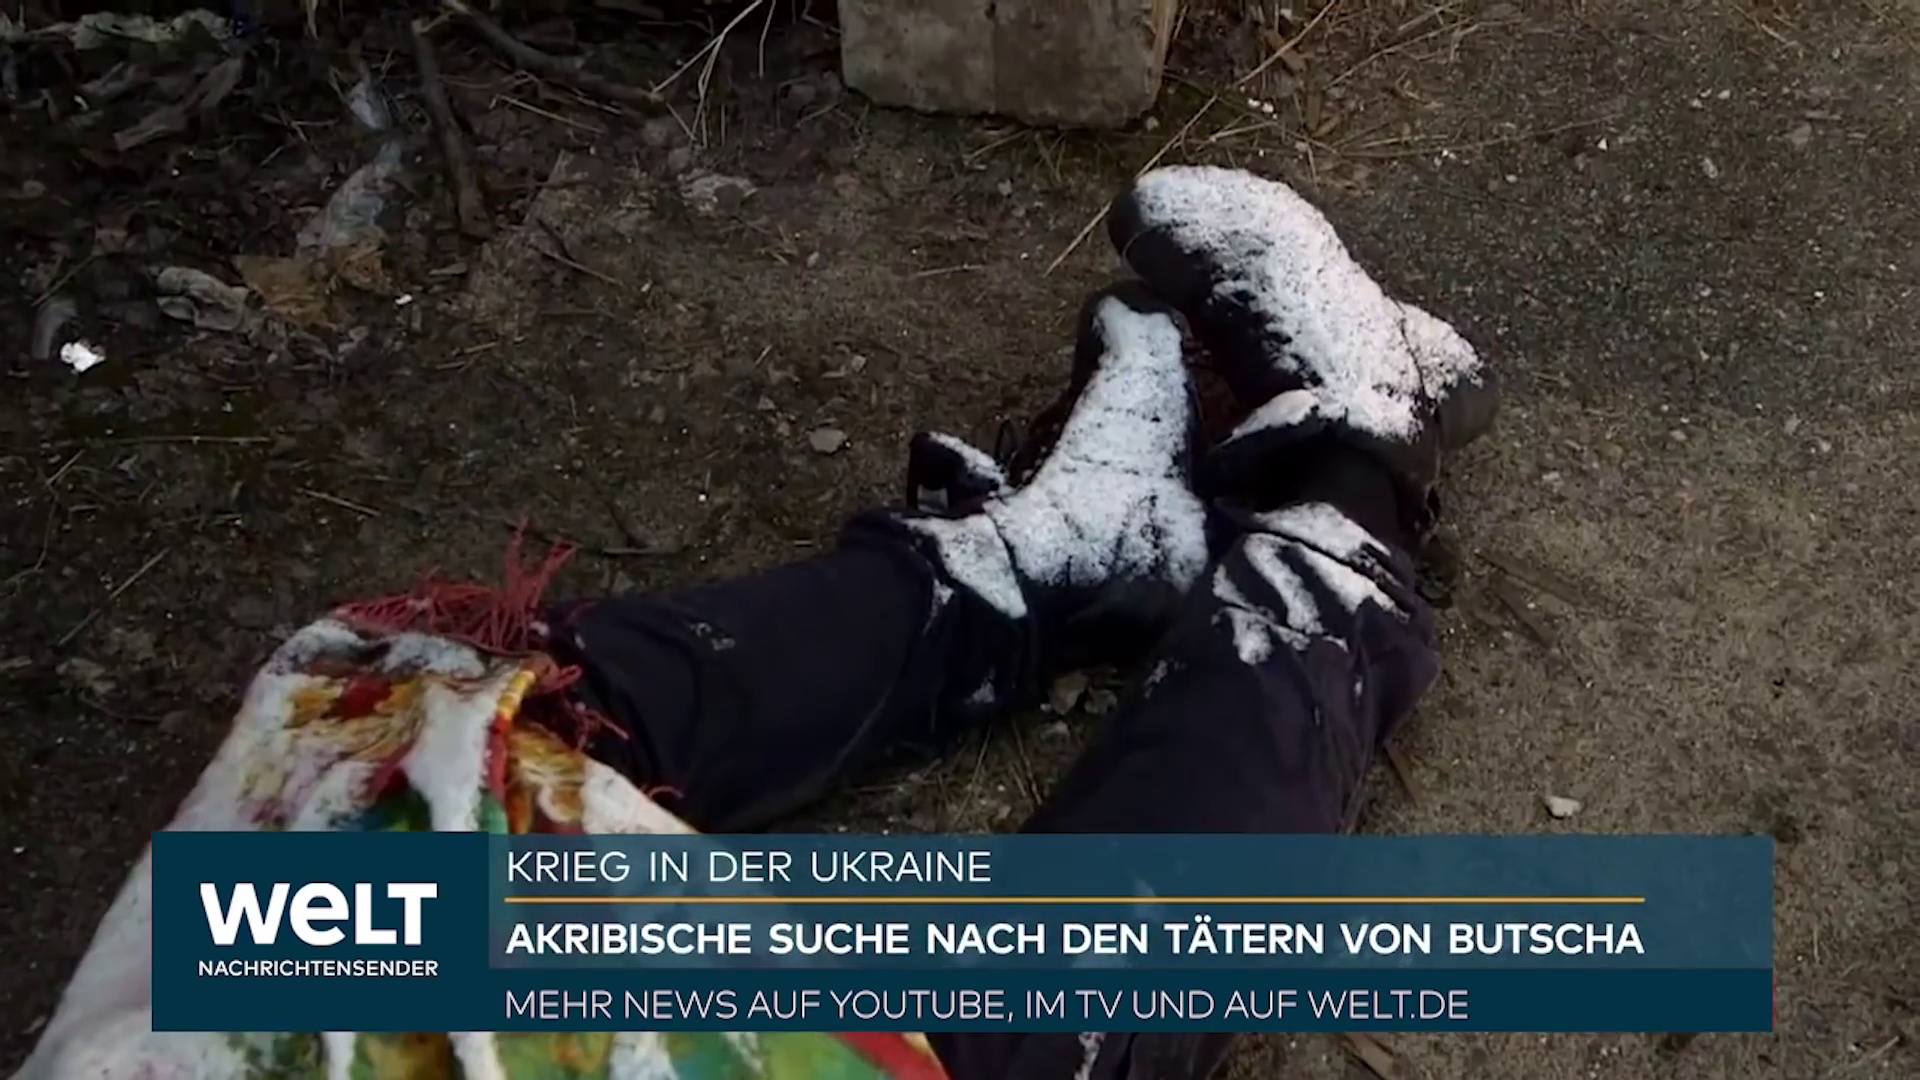 KRIEG IN DER UKRAINE
WELT
NACHRICHTENSENDER
AKRIBISCHE SUCHE NACH DEN TÄTERN VON BUTSCHA
MEHR NEWS AUF YOUTUBE, IM TV UND AUF WELT.DE